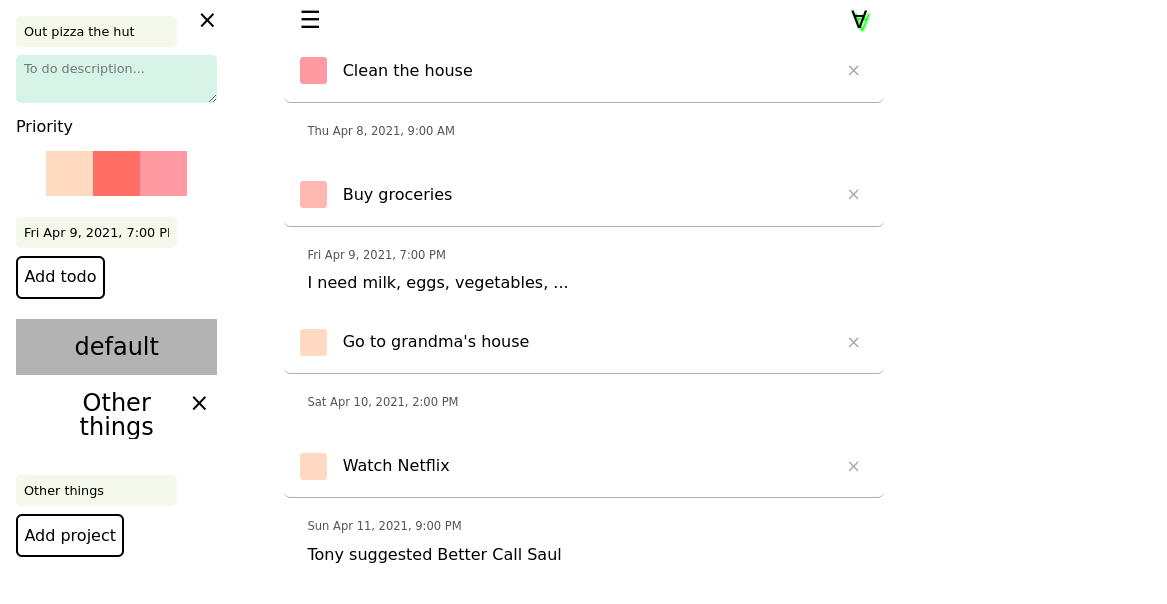 Out pizza the hut
×
To do description...
Priority
Fri Apr 9, 2021, 7:00 P
Add todo
default
Other
things
×
Other things
Add project
☰
∀
Clean the house
×
Thu Apr 8, 2021, 9:00 AM
Buy groceries
×
Fri Apr 9, 2021, 7:00 PM
I need milk, eggs, vegetables, ...
Go to grandma's house
×
Sat Apr 10, 2021, 2:00 PM
Watch Netflix
×
Sun Apr 11, 2021, 9:00 PM
Tony suggested Better Call Saul